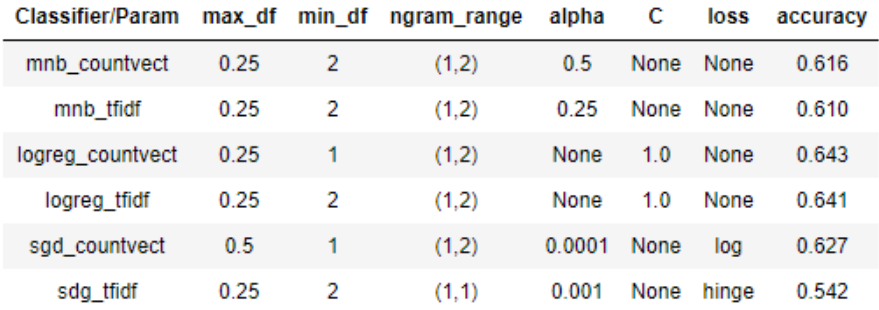 Classifier/Param max_df min_df ngram_range alpha C loss accuracy
mnb_countvect 0.25 2 (1,2) 0.5 None None 0.616
mnb_tfidf 0.25 2 (1,2) 0.25 None None 0.610
logreg_countvect 0.25 1 (1,2) None 1.0 None 0.643
logreg_tfidf 0.25 2 (1,2) None 1.0 None 0.641
sgd_countvect 0.5 1 (1,2) 0.0001 None log 0.627
sdg_tfidf 0.25 2 (1,1) 0.001 None hinge 0.542